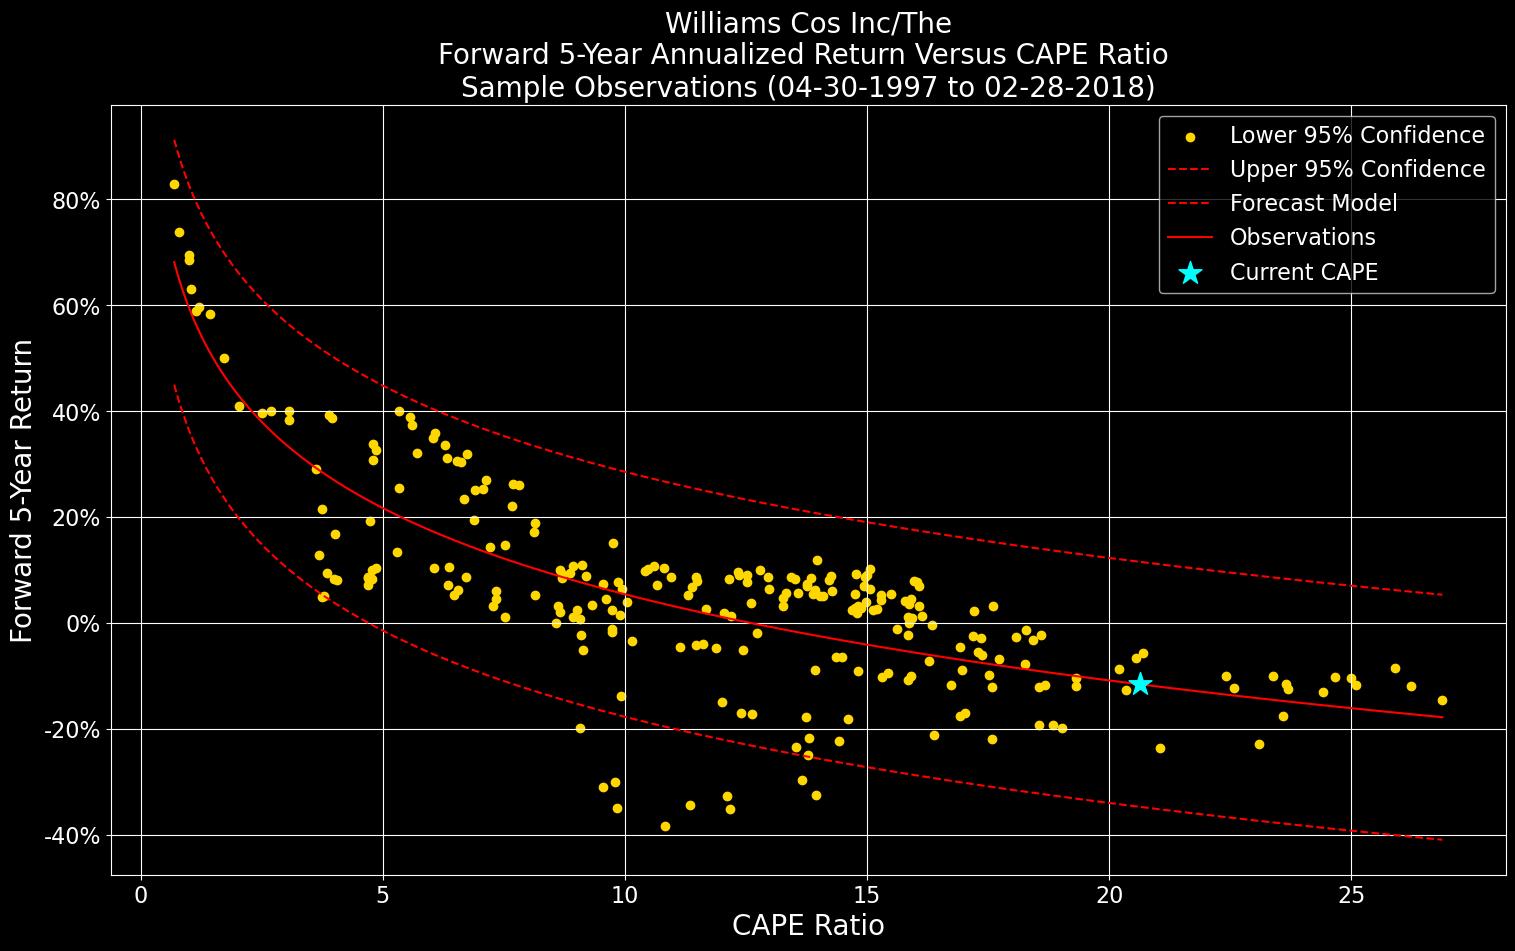 Williams Cos Inc/The
Forward 5-Year Annualized Return Versus CAPE Ratio
Sample Observations (04-30-1997 to 02-28-2018)
Lower 95% Confidence
Upper 95% Confidence
Forecast Model
Observations
Current CAPE
Forward 5-Year Return
80%
60%
40%
20%
0%
-20%
-40%
0 5 10 15 20 25
CAPE Ratio